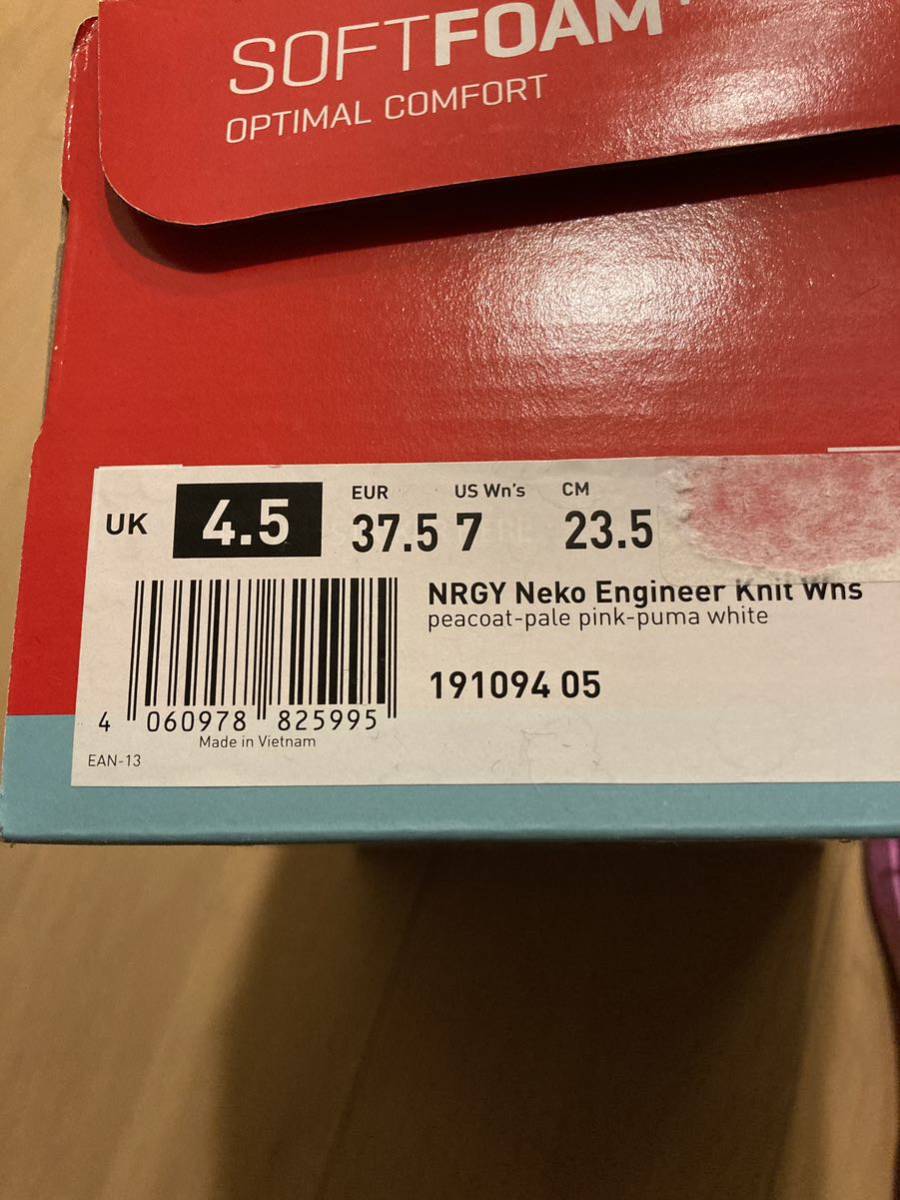 SOFTFOAM+
OPTIMAL COMFORT
EUR US Wn's CM
UK 4.5 37.5 7 23.5
NRGY Neko Engineer Knit Wns
peacoat-pale pink-puma white
191094 05
4 060978 825995
Made in Vietnam
EAN-13